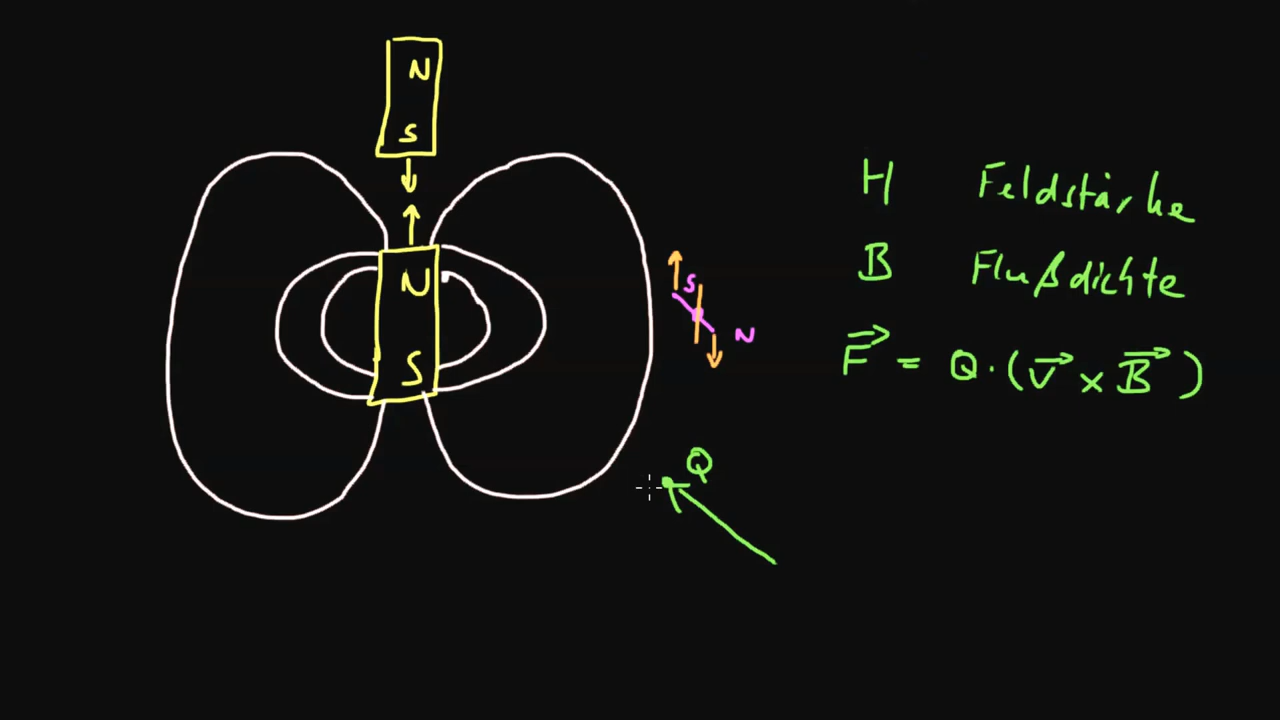 N
S
N
S
S
N
Q
H Feldstärke
B Flußdichte
F⃗ = Q · (v⃗ × B⃗)